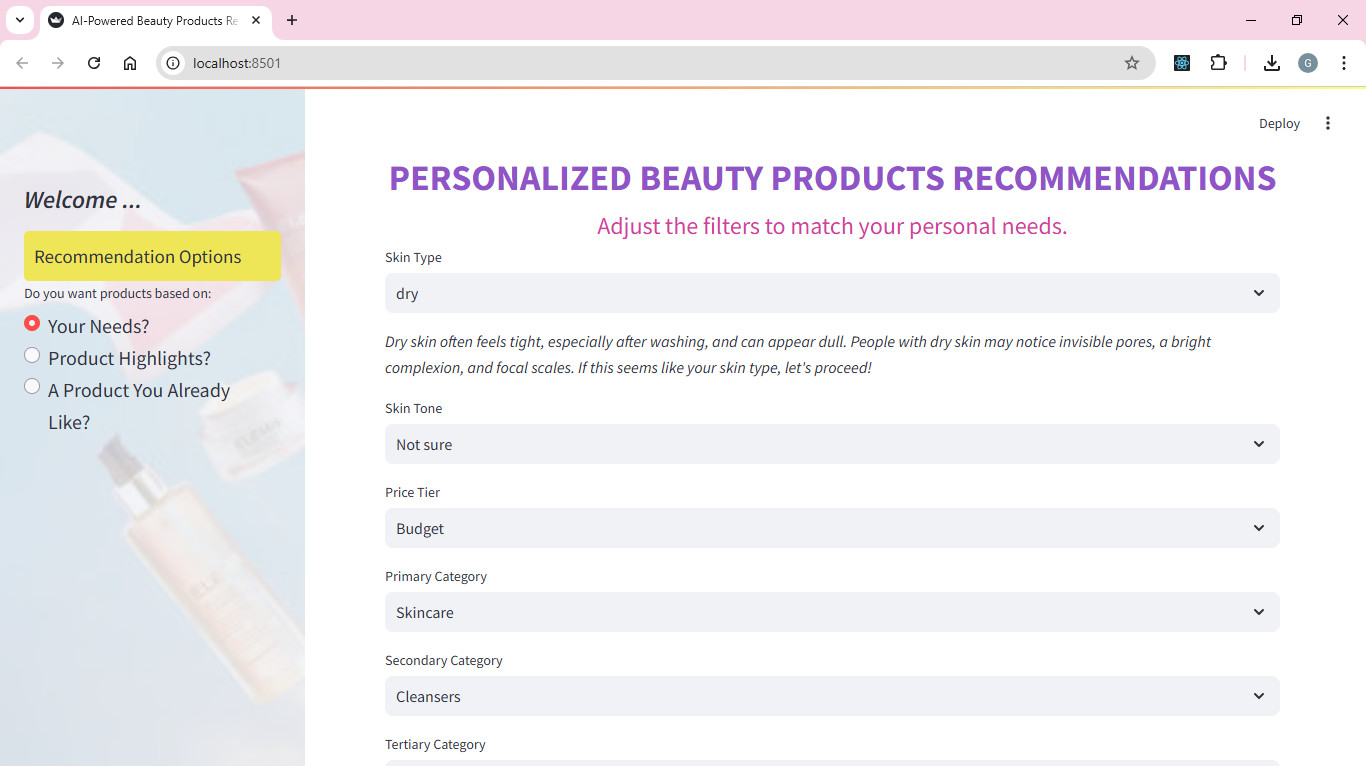 AI-Powered Beauty Products Re
localhost:8501
G
Deploy
Welcome ...
Recommendation Options
Do you want products based on:
Your Needs?
Product Highlights?
A Product You Already
Like?
PERSONALIZED BEAUTY PRODUCTS RECOMMENDATIONS
Adjust the filters to match your personal needs.
Skin Type
dry
Dry skin often feels tight, especially after washing, and can appear dull. People with dry skin may notice invisible pores, a bright
complexion, and focal scales. If this seems like your skin type, let's proceed!
Skin Tone
Not sure
Price Tier
Budget
Primary Category
Skincare
Secondary Category
Cleansers
Tertiary Category